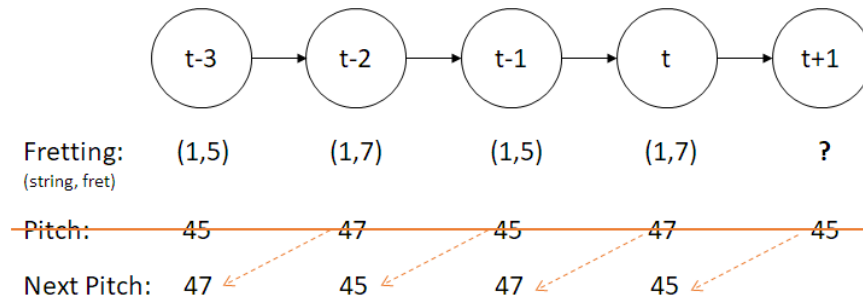 t-3 t-2 t-1 t t+1
Fretting: (1,5) (1,7) (1,5) (1,7) ?
(string, fret)
Pitch: 45 47 45 47 45
Next Pitch: 47 45 47 45